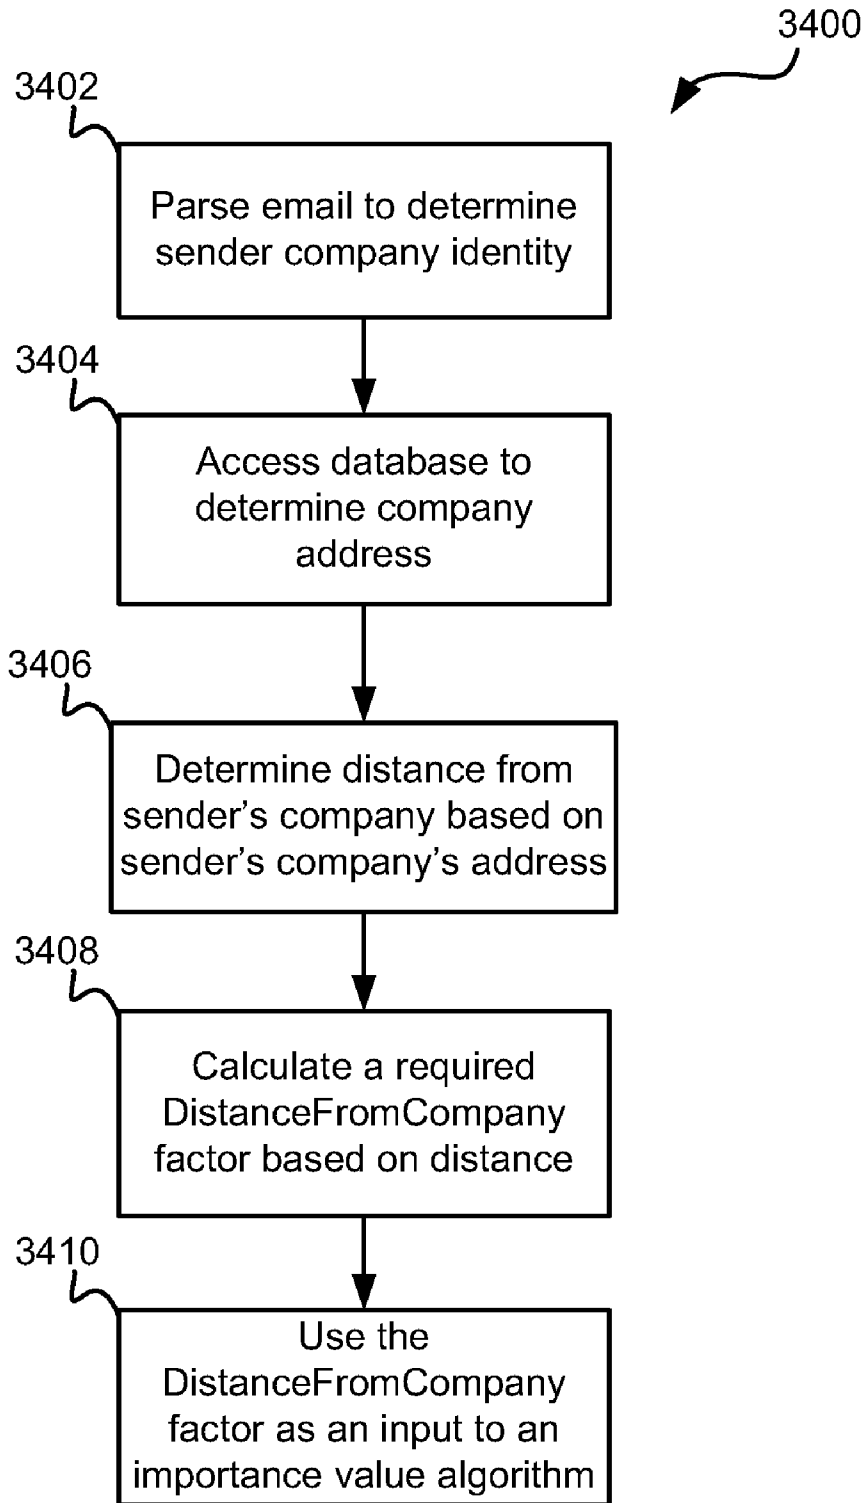 3400
3402
Parse email to determine
sender company identity
3404
Access database to
determine company
address
3406
Determine distance from
sender’s company based on
sender’s company’s address
3408
Calculate a required
DistanceFromCompany
factor based on distance
3410
Use the
DistanceFromCompany
factor as an input to an
importance value algorithm